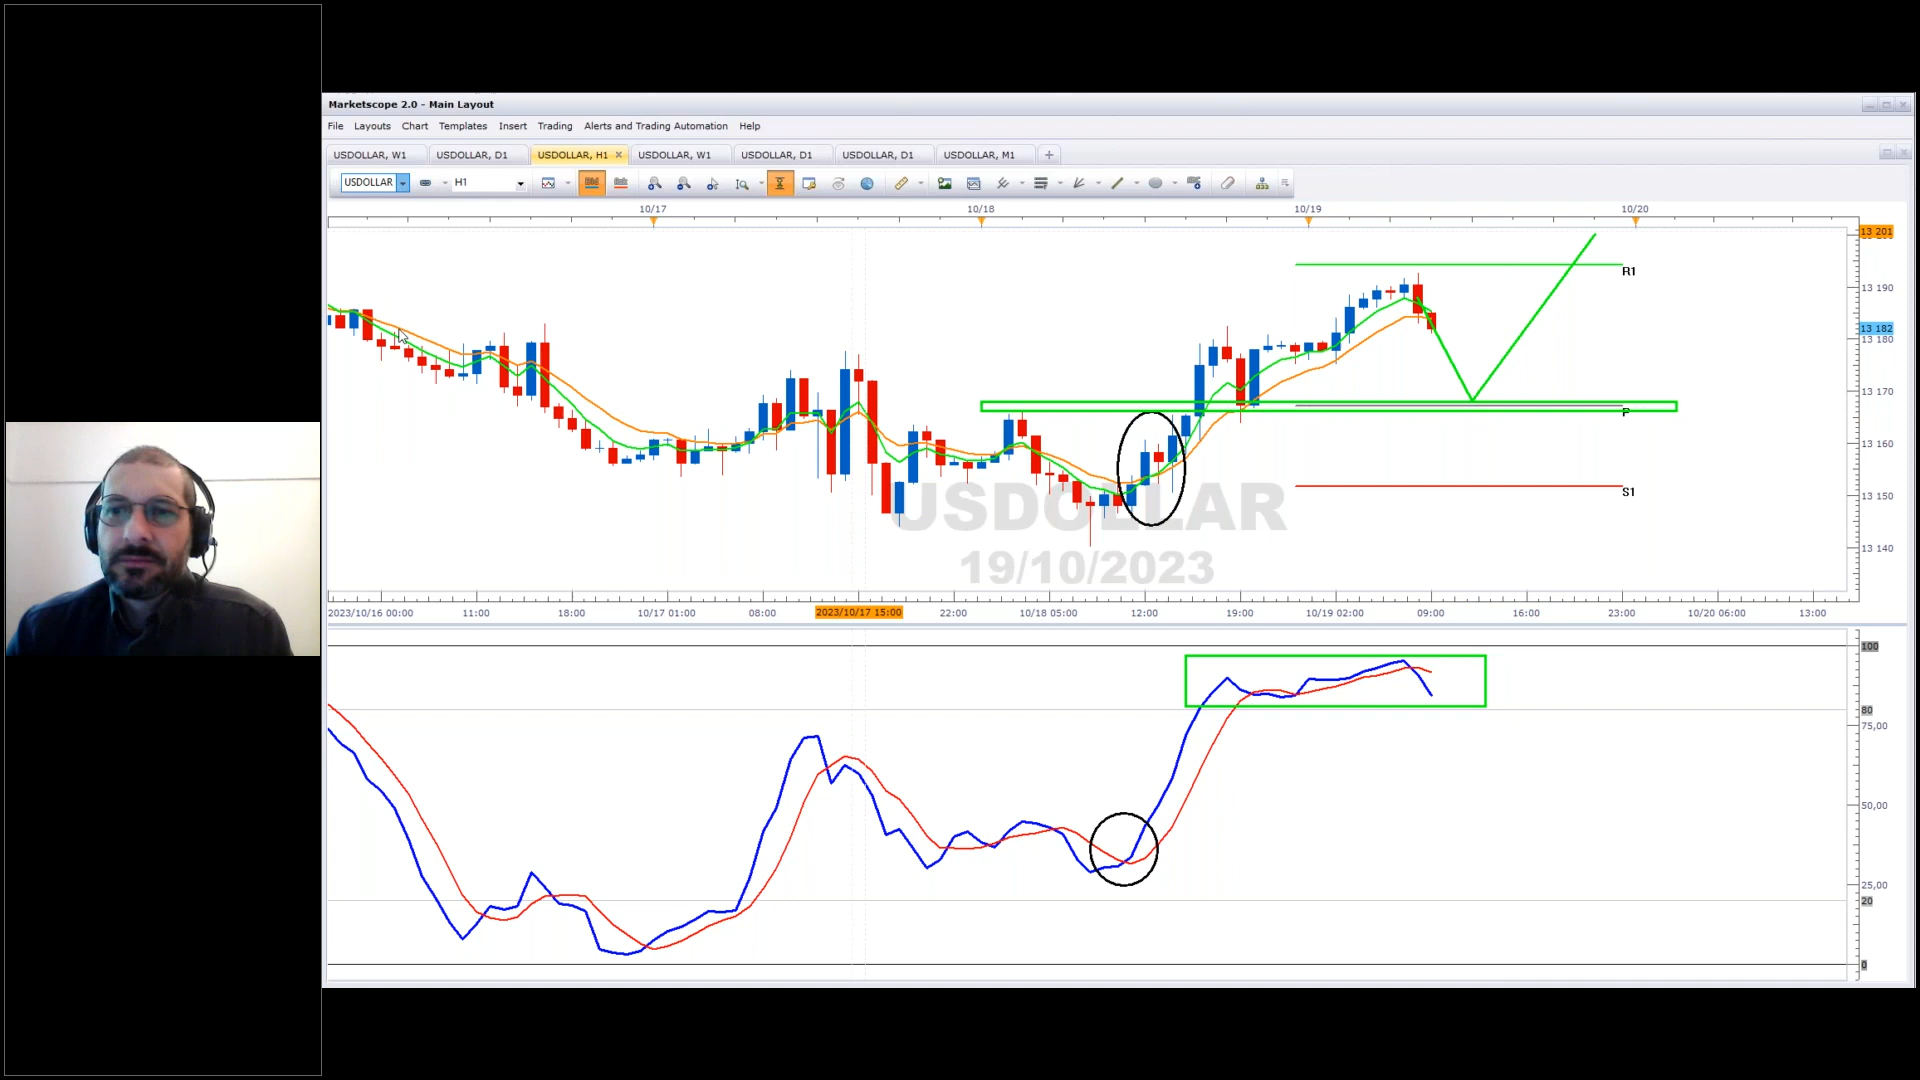 Marketscope 2.0 - Main Layout
File Layouts Chart Templates Insert Trading Alerts and Trading Automation Help
USDOLLAR, W1 USDOLLAR, D1 USDOLLAR, H1 USDOLLAR, W1 USDOLLAR, D1 USDOLLAR, D1 USDOLLAR, M1
USDOLLAR H1
10/17 10/18 10/19 10/20
13 201
R1
13 190
13 182
13 180
13 170
P
13 160
S1
13 150
USDOLLAR
13 140
19/10/2023
2023/10/16 00:00 11:00 18:00 10/17 01:00 08:00 2023/10/17 15:00 22:00 10/18 05:00 12:00 19:00 10/19 02:00 09:00 16:00 23:00 10/20 06:00 13:00
100
80
75,00
50,00
25,00
20
0